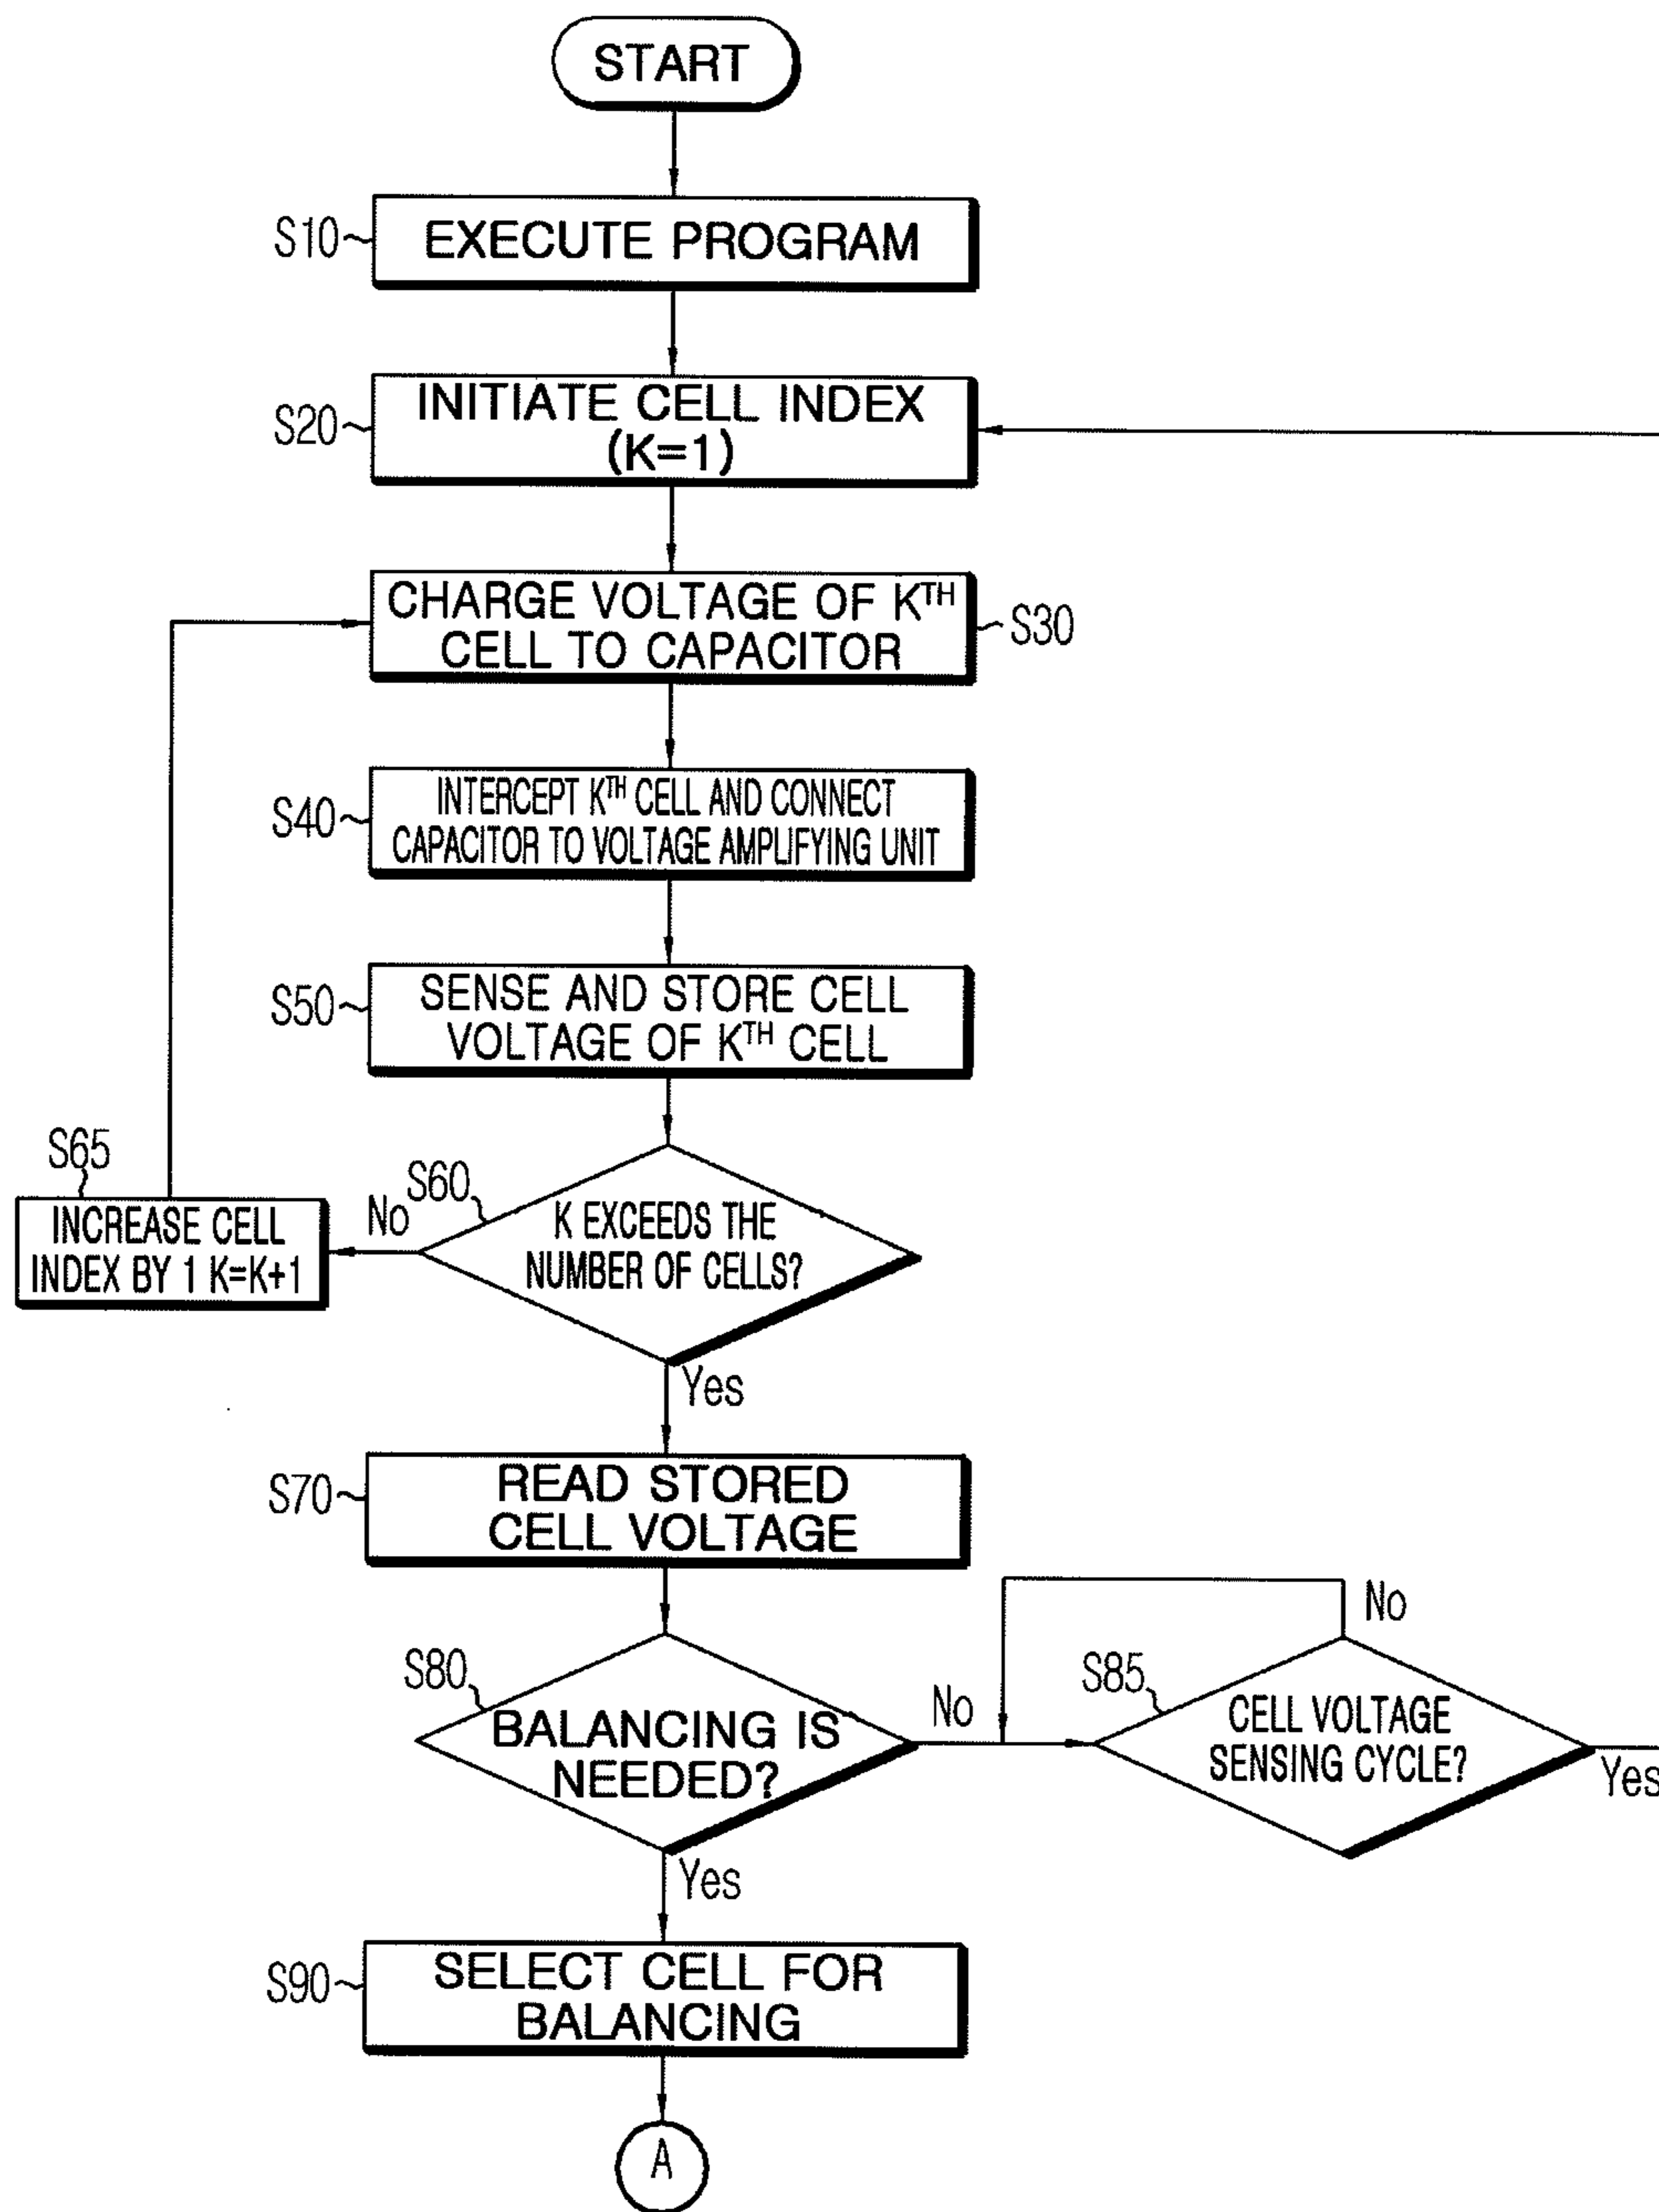 START
S10
EXECUTE PROGRAM
S20
INITIATE CELL INDEX
(K=1)
CHARGE VOLTAGE OF KTH
CELL TO CAPACITOR
S30
S40
INTERCEPT KTH CELL AND CONNECT
CAPACITOR TO VOLTAGE AMPLIFYING UNIT
S50
SENSE AND STORE CELL
VOLTAGE OF KTH CELL
S65
INCREASE CELL
INDEX BY 1 K=K+1
No
S60
K EXCEEDS THE
NUMBER OF CELLS?
Yes
S70
READ STORED
CELL VOLTAGE
S80
BALANCING IS
NEEDED?
No
S85
CELL VOLTAGE
SENSING CYCLE?
No
Yes
Yes
S90
SELECT CELL FOR
BALANCING
A